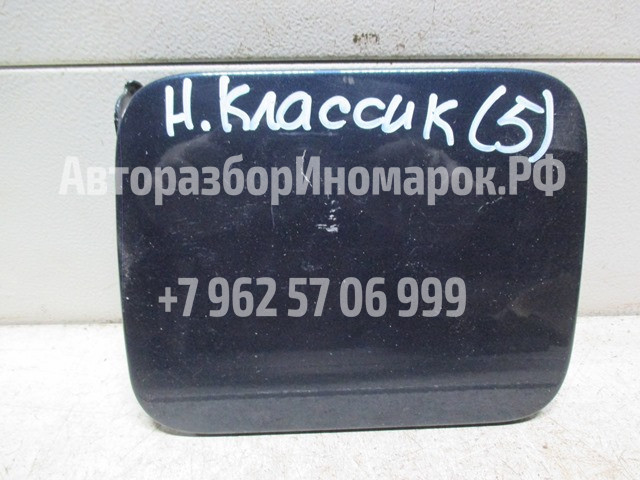 Н. Классик (5)
АвторазборИномарок.РФ
+7 962 57 06 999